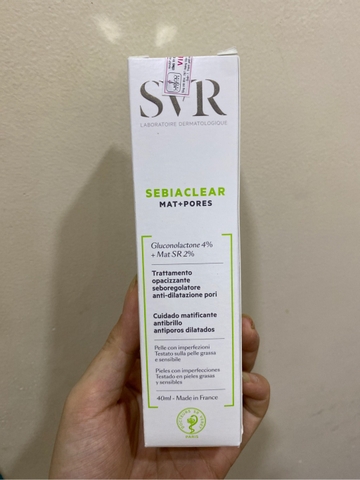 SVR
LABORATOIRE DERMATOLOGIQUE
SEBIACLEAR
MAT+PORES
Gluconolactone 4%
+ Mat SR 2%
Trattamento
opacizzante
seboregolatore
anti-dilatazione pori
Cuidado matificante
antibrillo
antiporos dilatados
Pelle con imperfezioni
Testato sulla pelle grassa
e sensibile
Pieles con imperfecciones
Testado en pieles grasas
y sensibles
40ml - Made in France
PARIS